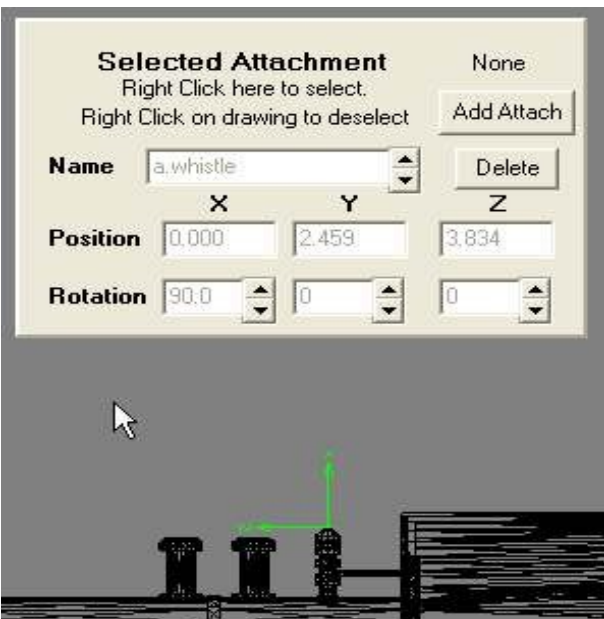 Selected Attachment
None
Right Click here to select.
Right Click on drawing to deselect
Add Attach
Name
a.whistle
Delete
X Y Z
Position 0.000 2.459 3.834
Rotation 90.0 0 0